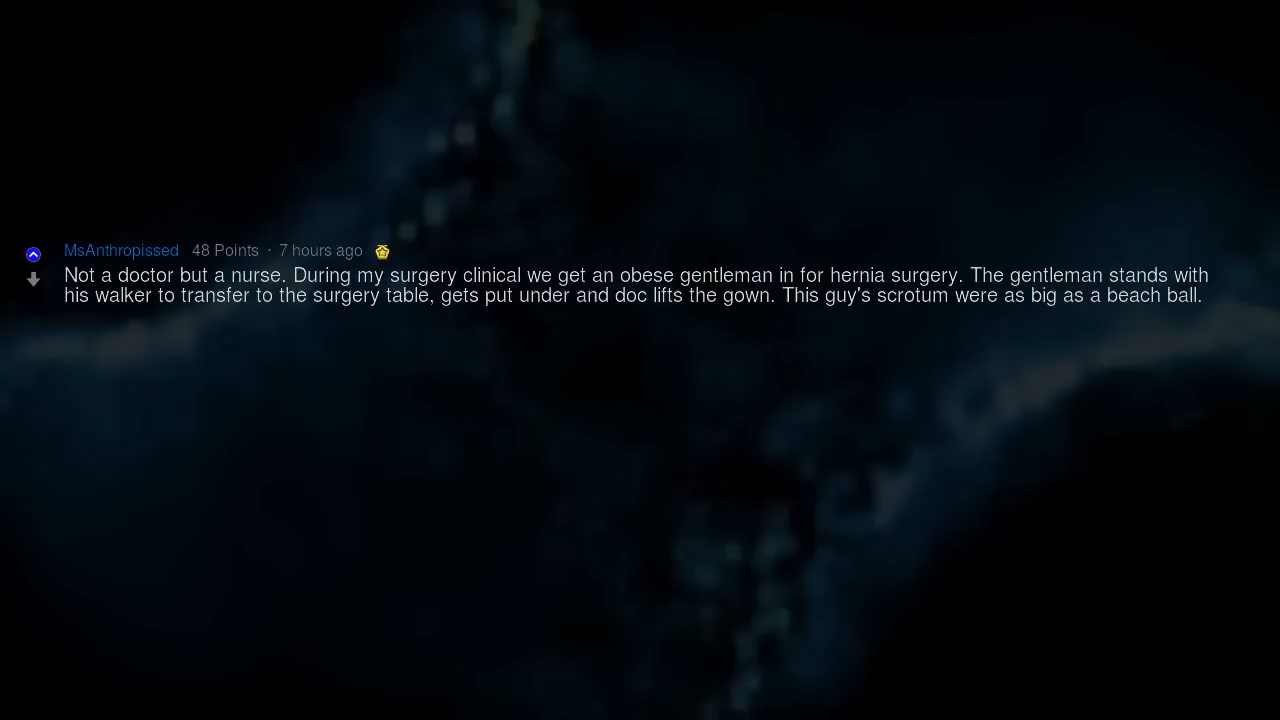 MsAnthropissed 48 Points · 7 hours ago
Not a doctor but a nurse. During my surgery clinical we get an obese gentleman in for hernia surgery. The gentleman stands with
his walker to transfer to the surgery table, gets put under and doc lifts the gown. This guy's scrotum were as big as a beach ball.